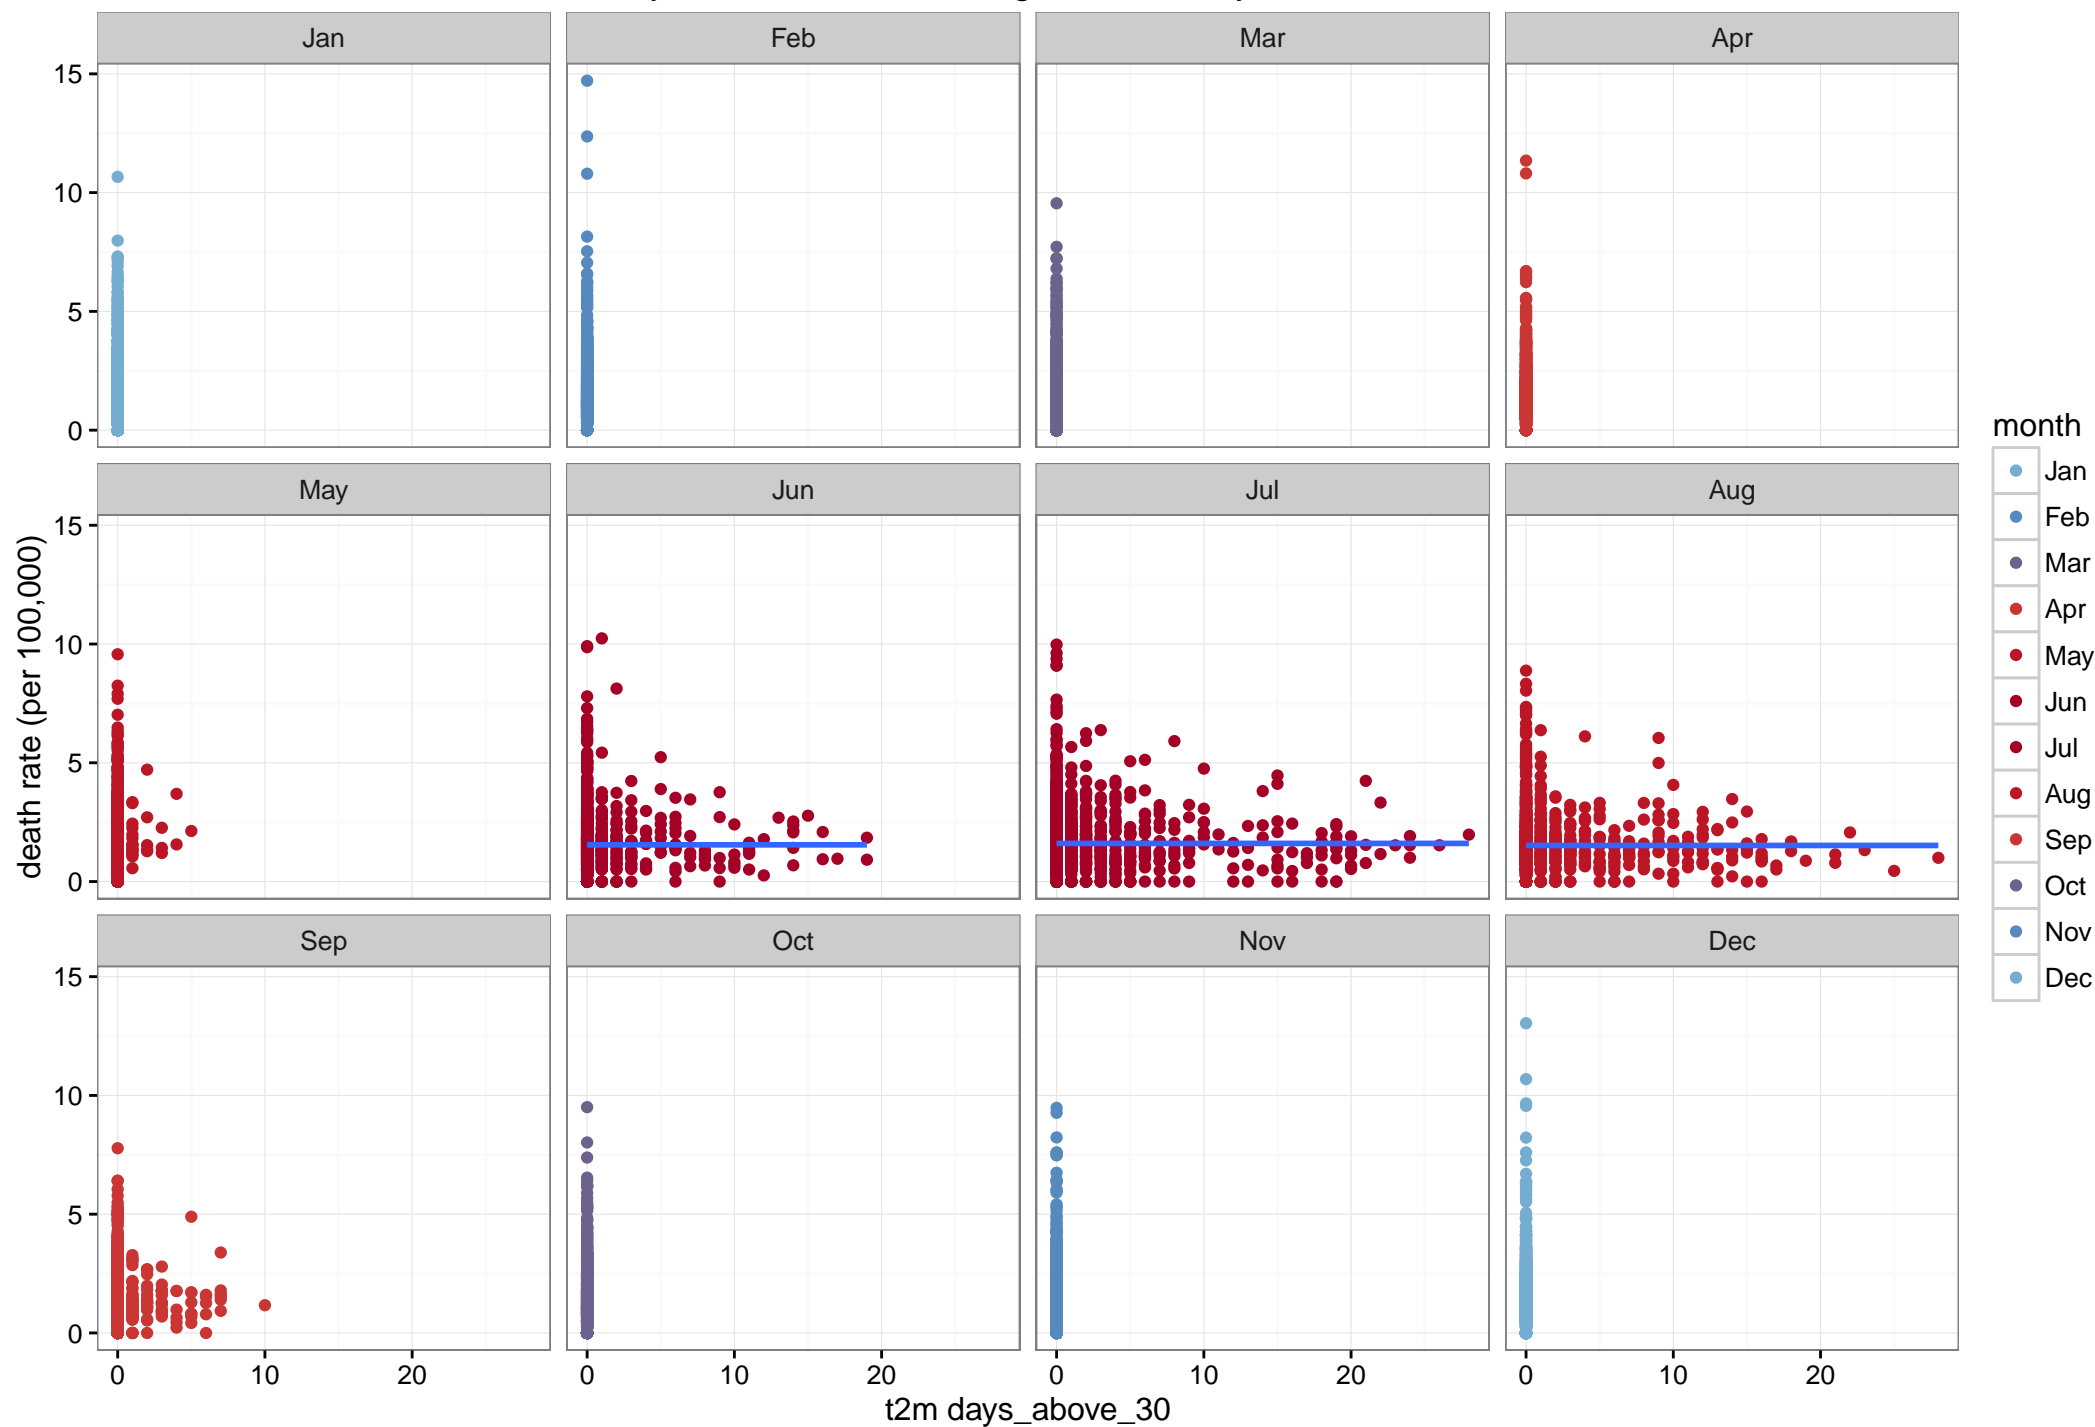 Jan Feb Mar Apr
15
10
5
0
May Jun Jul Aug
15
10
5
0
death rate (per 100,000)
Sep Oct Nov Dec
15
10
5
0
0 10 20 0 10 20 0 10 20 0 10 20
t2m days_above_30
month
Jan
Feb
Mar
Apr
May
Jun
Jul
Aug
Sep
Oct
Nov
Dec